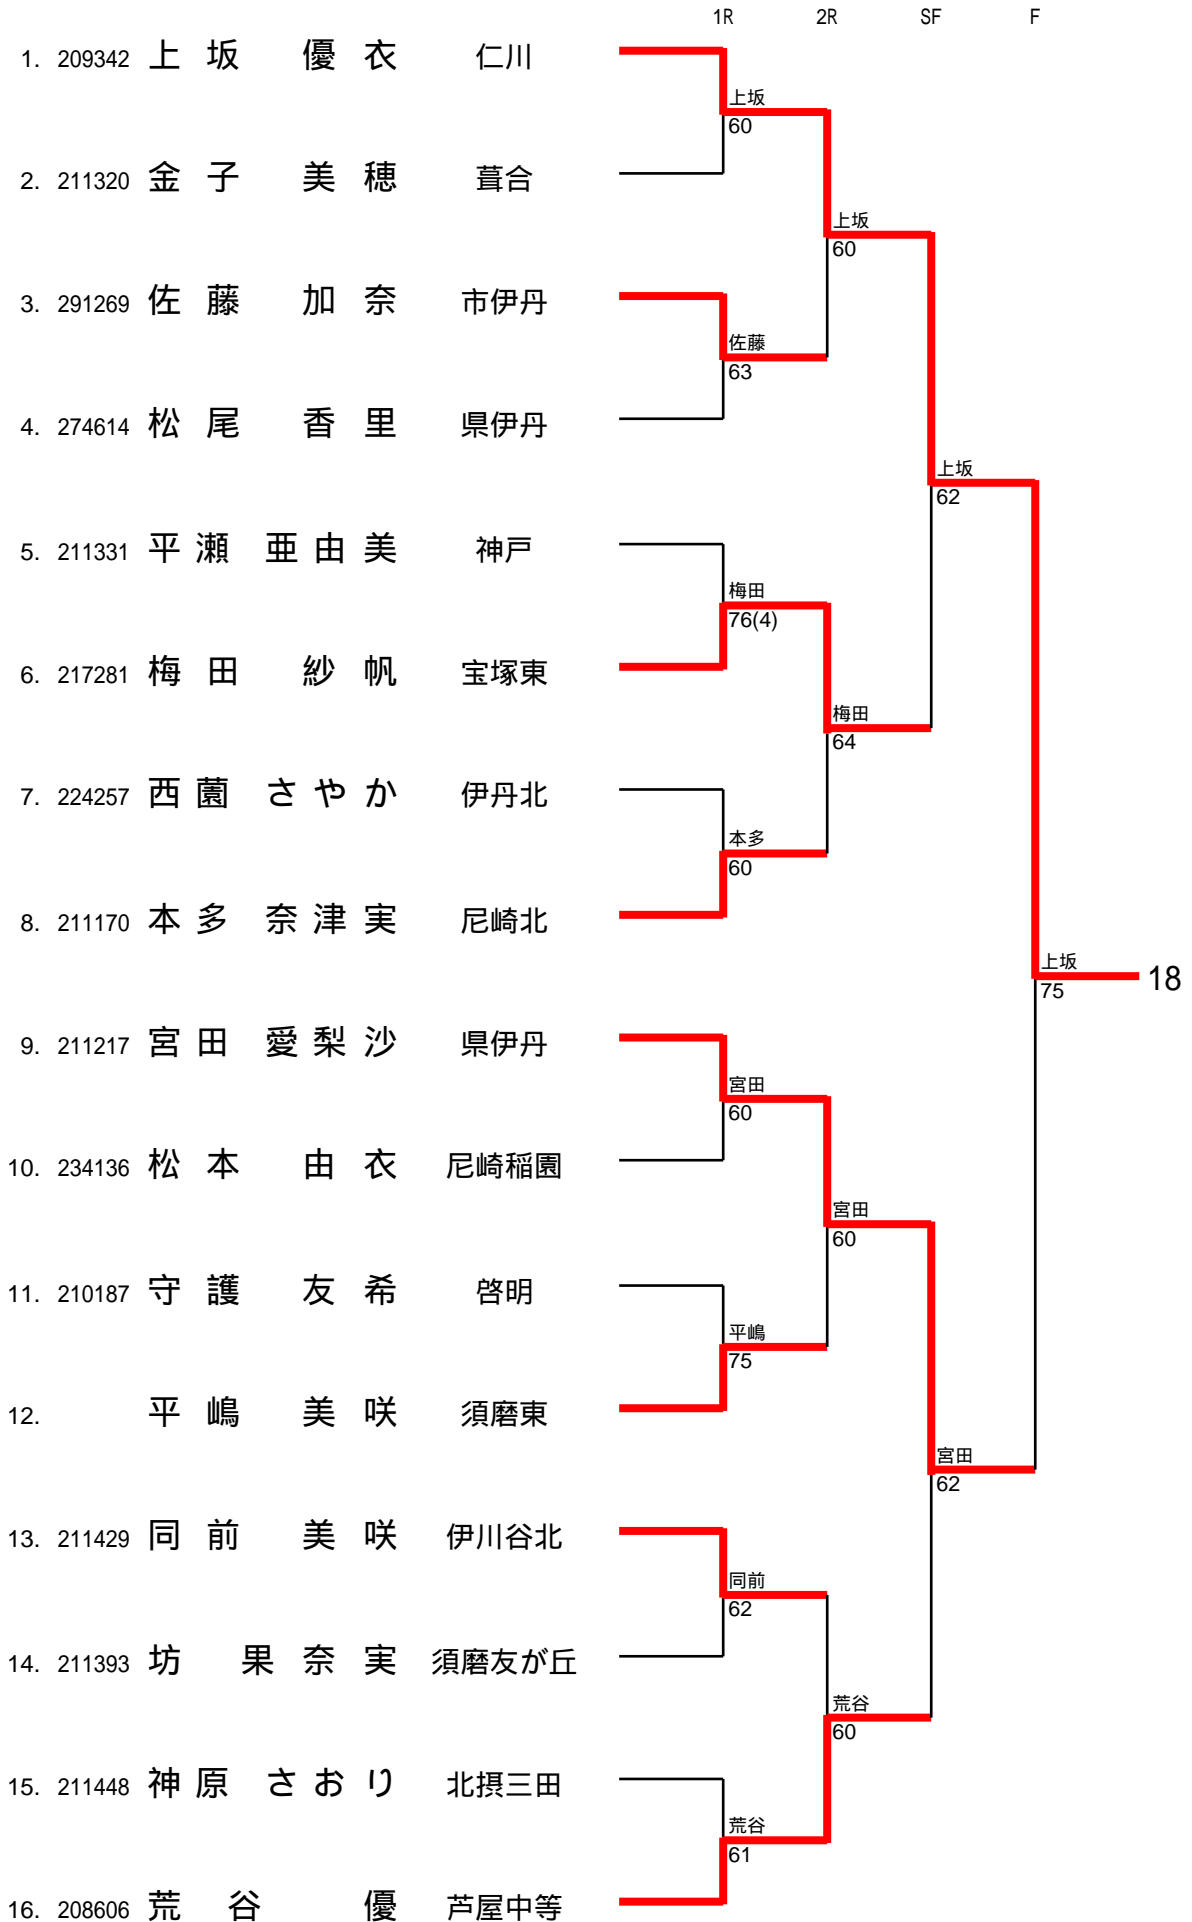 1R 2R SF F
1. 209342 上坂 優衣 仁川
上坂
60
2. 211320 金子 美穂 葺合
上坂
60
3. 291269 佐藤 加奈 市伊丹
佐藤
63
4. 274614 松尾 香里 県伊丹
上坂
62
5. 211331 平瀬 亜由美 神戸
梅田
76(4)
6. 217281 梅田 紗帆 宝塚東
梅田
64
7. 224257 西薗 さやか 伊丹北
本多
60
8. 211170 本多 奈津実 尼崎北
上坂
75
18
9. 211217 宮田 愛梨沙 県伊丹
宮田
60
10. 234136 松本 由衣 尼崎稲園
宮田
60
11. 210187 守護 友希 啓明
平嶋
75
12. 平嶋 美咲 須磨東
宮田
62
13. 211429 同前 美咲 伊川谷北
同前
62
14. 211393 坊 果奈実 須磨友が丘
荒谷
60
15. 211448 神原 さおり 北摂三田
荒谷
61
16. 208606 荒谷 優 芦屋中等